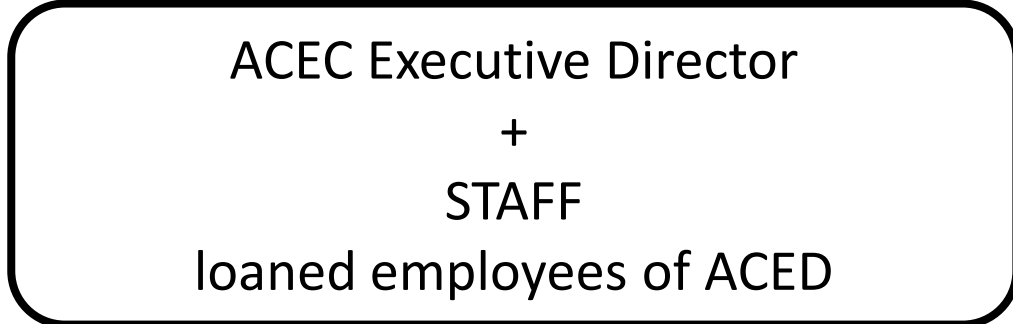 ACEC Executive Director
+
STAFF
loaned employees of ACED